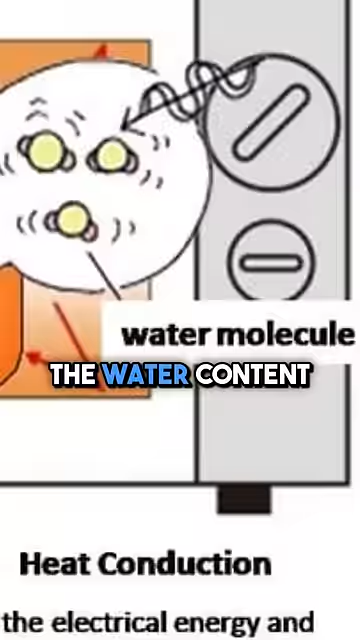 water molecule
THE WATER CONTENT
Heat Conduction
the electrical energy and